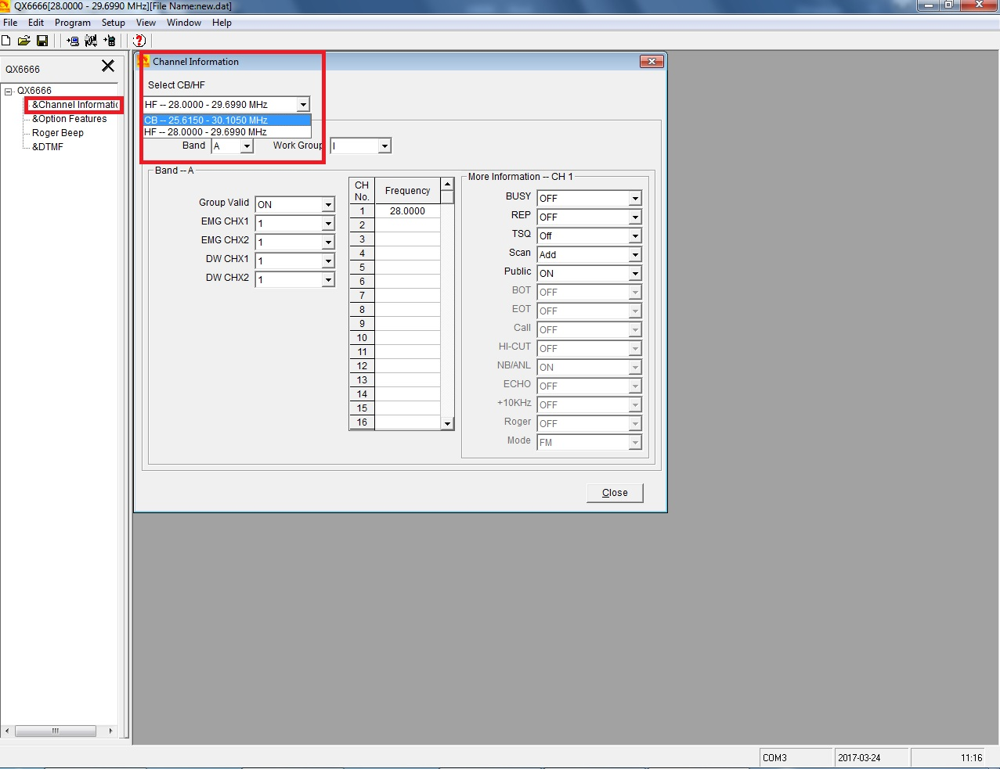 QX6666[28.0000 - 29.6990 MHz][File Name:new.dat]
File Edit Program Setup View Window Help
QX6666
QX6666
&Channel Informatic
&Option Features
Roger Beep
&DTMF
Channel Information
Select CB/HF
HF -- 28.0000 - 29.6990 MHz
CB -- 25.6150 - 30.1050 MHz
HF -- 28.0000 - 29.6990 MHz
Band A Work Group I
Band -- A
Group Valid ON
EMG CHX1 1
EMG CHX2 1
DW CHX1 1
DW CHX2 1
CH No. Frequency
1 28.0000
2
3
4
5
6
7
8
9
10
11
12
13
14
15
16
More Information -- CH 1
BUSY OFF
REP OFF
TSQ Off
Scan Add
Public ON
BOT OFF
EOT OFF
Call OFF
HI-CUT OFF
NB/ANL ON
ECHO OFF
+10KHz OFF
Roger OFF
Mode FM
Close
COM3 2017-03-24 11:16